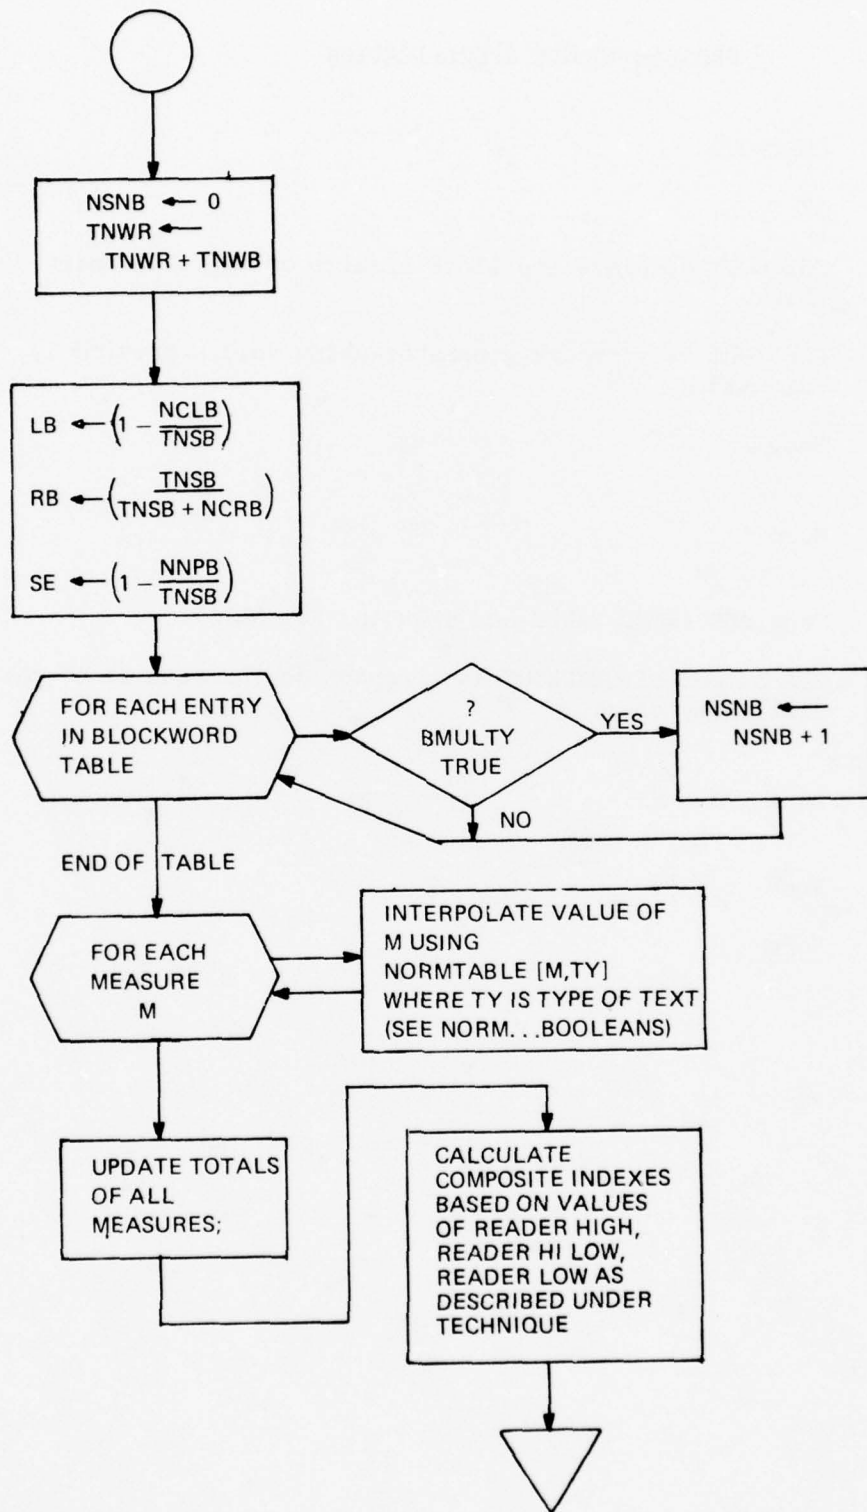 NSNB ← 0
TNWR ←
TNWR + TNWB
LB ← (1 – NCLB / TNSB)
RB ← (TNSB / TNSB + NCRB)
SE ← (1 – NNPB / TNSB)
FOR EACH ENTRY
IN BLOCKWORD
TABLE
?
BMULTY
TRUE
YES
NSNB ←
NSNB + 1
NO
END OF TABLE
FOR EACH
MEASURE
M
INTERPOLATE VALUE OF
M USING
NORMTABLE [M,TY]
WHERE TY IS TYPE OF TEXT
(SEE NORM...BOOLEANS)
UPDATE TOTALS
OF ALL
MEASURES;
CALCULATE
COMPOSITE INDEXES
BASED ON VALUES
OF READER HIGH,
READER HI LOW,
READER LOW AS
DESCRIBED UNDER
TECHNIQUE